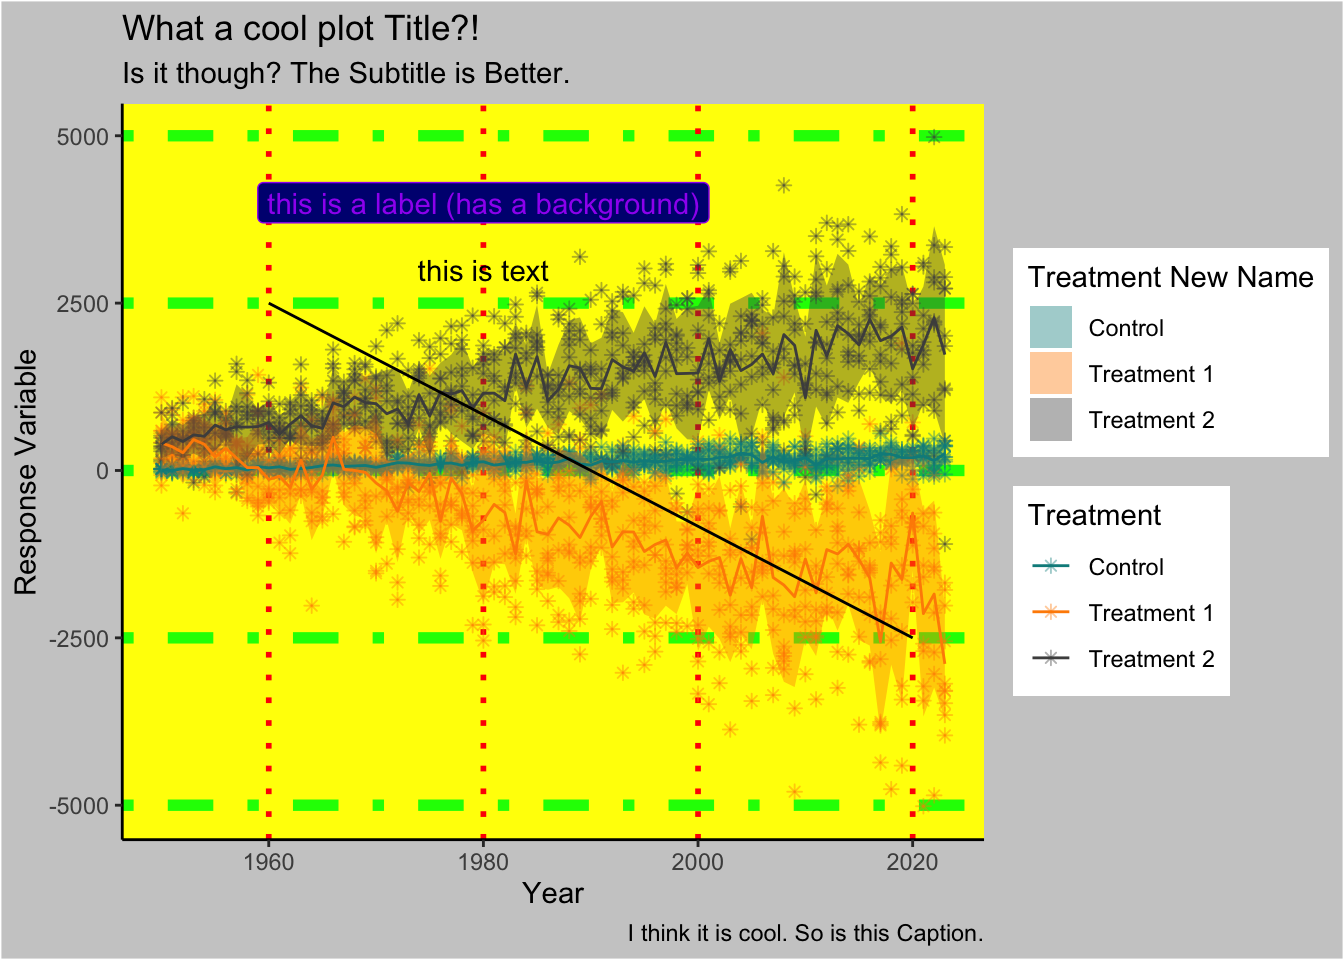 What a cool plot Title?!
Is it though? The Subtitle is Better.
5000
2500
0
-2500
-5000
Response Variable
this is a label (has a background)
this is text
1960
1980
2000
2020
Year
I think it is cool. So is this Caption.
Treatment New Name
Control
Treatment 1
Treatment 2
Treatment
Control
Treatment 1
Treatment 2